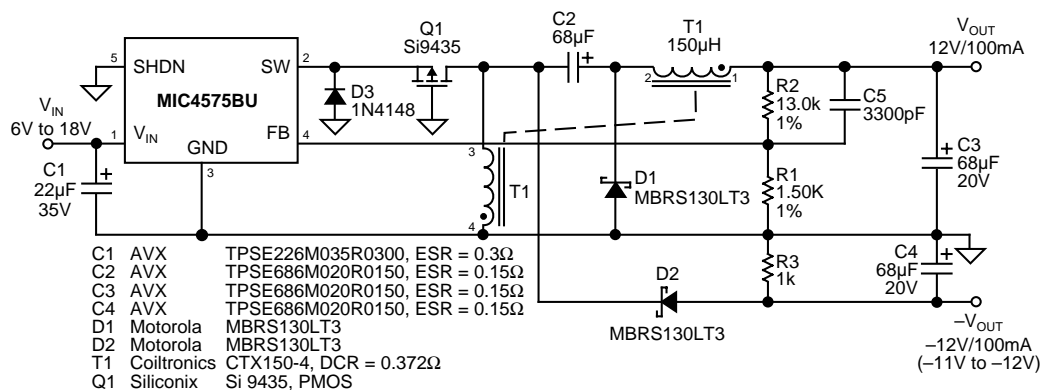 Q1
Si9435
C2
68µF
+
T1
150µH
VOUT
12V/100mA
5
SHDN
SW
2
MIC4575BU
D3
1N4148
2
1
R2
13.0k
1%
C5
3300pF
VIN
6V to 18V
1
VIN
FB
4
GND
3
C1
22µF
35V
+
3
T1
4
D1
MBRS130LT3
R1
1.50K
1%
C3
68µF
20V
+
R3
1k
C4
68µF
20V
+
D2
MBRS130LT3
–VOUT
–12V/100mA
(–11V to –12V)
C1 AVX TPSE226M035R0300, ESR = 0.3Ω
C2 AVX TPSE686M020R0150, ESR = 0.15Ω
C3 AVX TPSE686M020R0150, ESR = 0.15Ω
C4 AVX TPSE686M020R0150, ESR = 0.15Ω
D1 Motorola MBRS130LT3
D2 Motorola MBRS130LT3
T1 Coiltronics CTX150-4, DCR = 0.372Ω
Q1 Siliconix Si 9435, PMOS